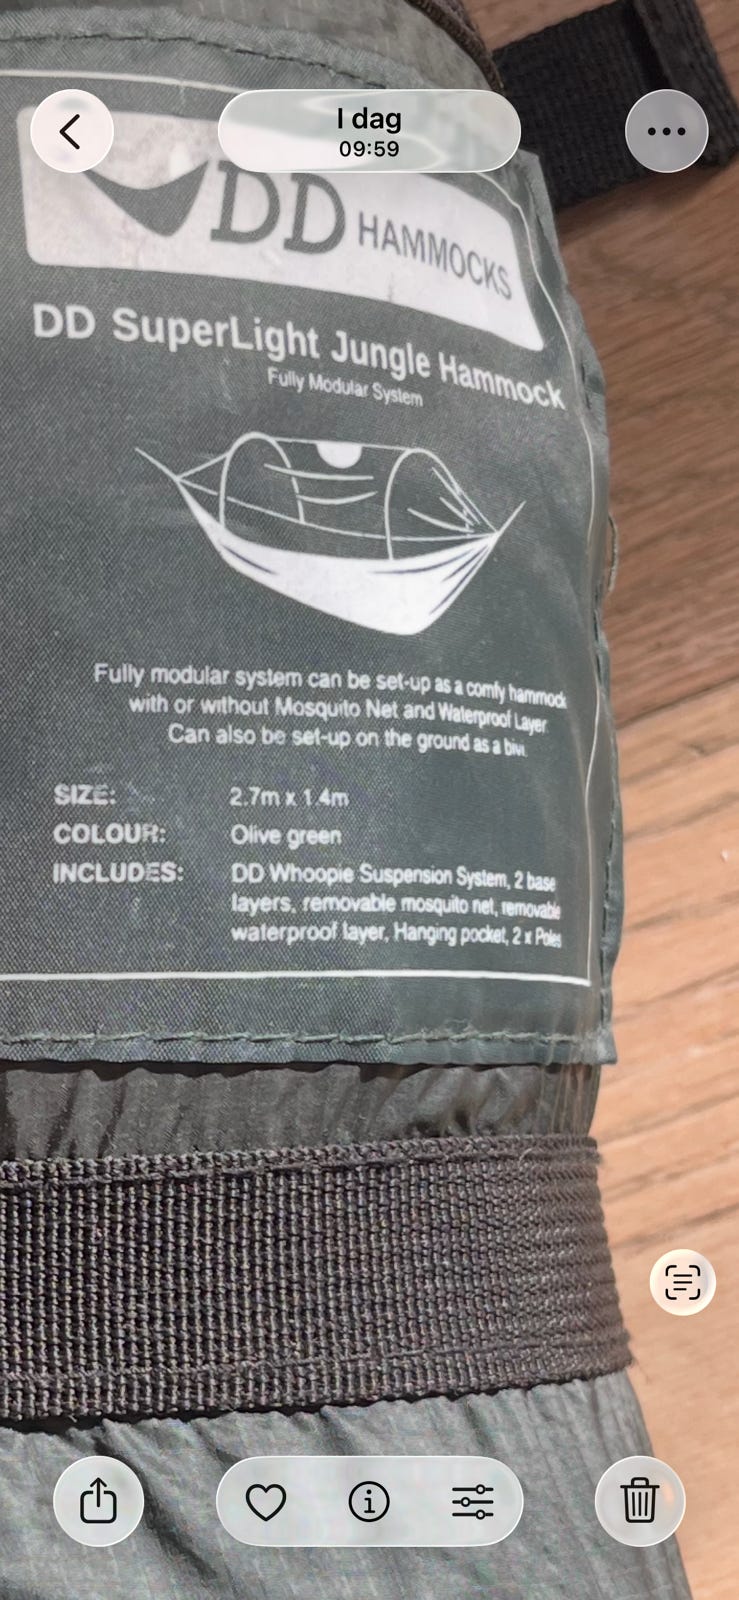 I dag
09:59
DD HAMMOCKS
DD SuperLight Jungle Hammock
Fully Modular System
Fully modular system can be set-up as a comfy hammock
with or without Mosquito Net and Waterproof Layer
Can also be set-up on the ground as a bivi.
SIZE: 2.7m x 1.4m
COLOUR: Olive green
INCLUDES: DD Whoopie Suspension System, 2 base
layers, removable mosquito net, removable
waterproof layer, Hanging pocket, 2 x Poles